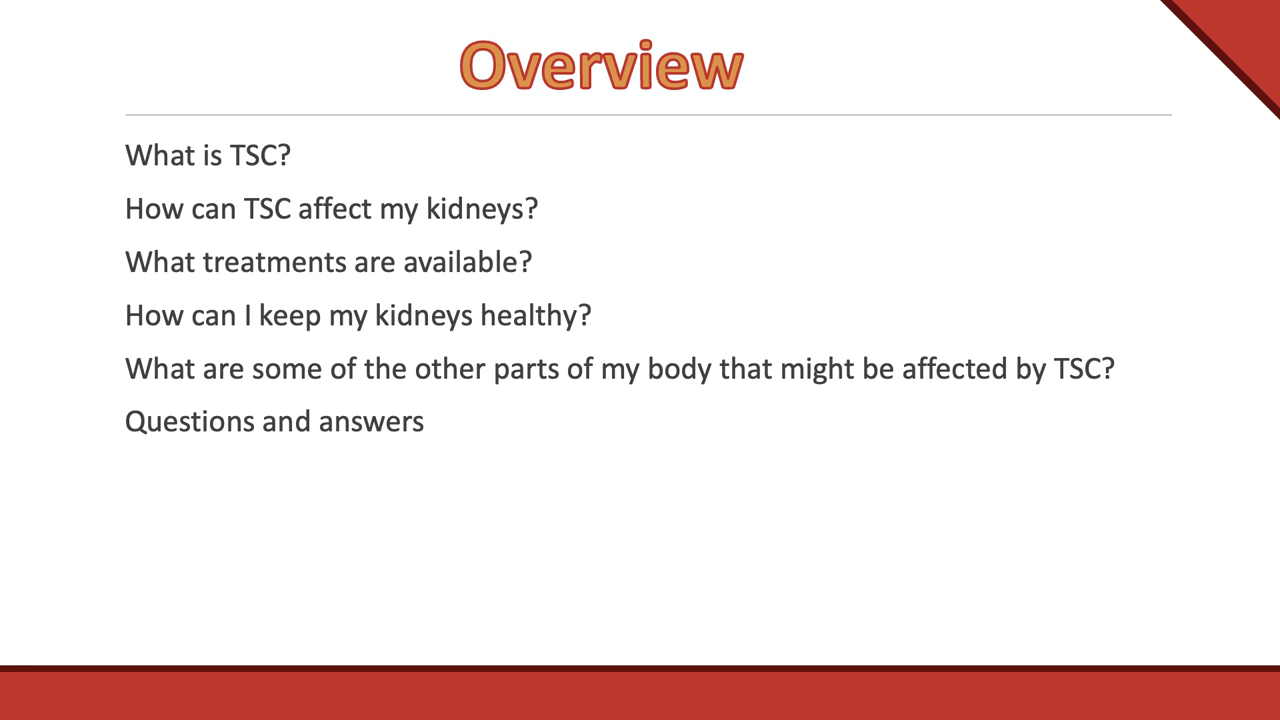 Overview
What is TSC?
How can TSC affect my kidneys?
What treatments are available?
How can I keep my kidneys healthy?
What are some of the other parts of my body that might be affected by TSC?
Questions and answers